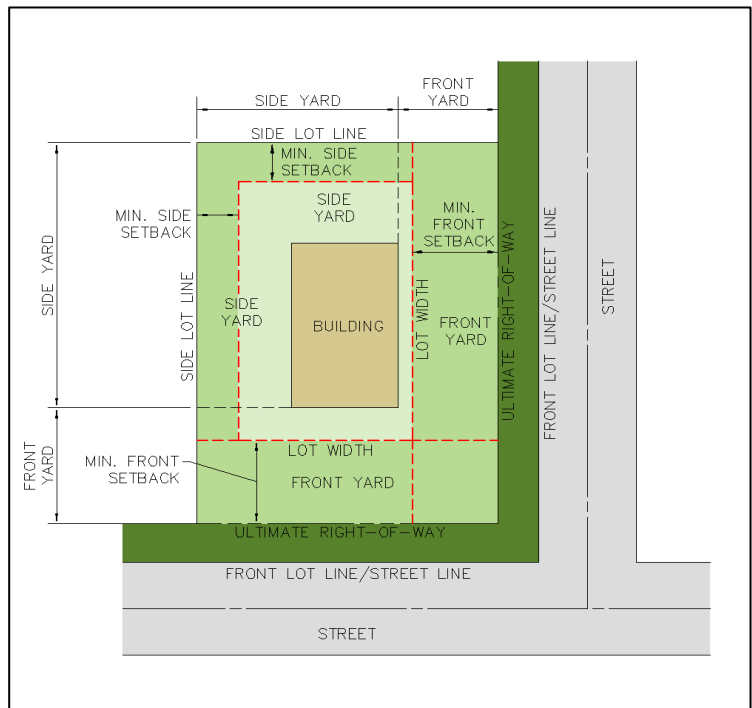 FRONT
YARD
SIDE YARD
SIDE LOT LINE
MIN. SIDE
SETBACK
SIDE
YARD
MIN. SIDE
SETBACK
MIN.
FRONT
SETBACK
SIDE YARD
SIDE LOT LINE
SIDE
YARD
BUILDING
LOT WIDTH
FRONT
YARD
ULTIMATE RIGHT-OF-WAY
FRONT LOT LINE/STREET LINE
STREET
FRONT
YARD
MIN. FRONT
SETBACK
LOT WIDTH
FRONT YARD
ULTIMATE RIGHT-OF-WAY
FRONT LOT LINE/STREET LINE
STREET